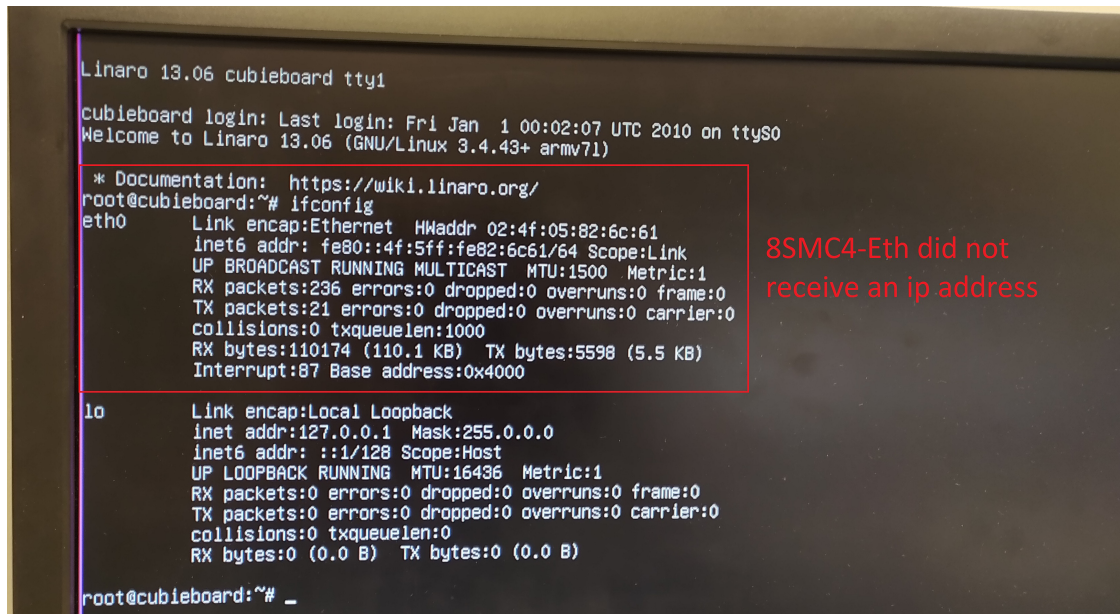 Linaro 13.06 cubieboard tty1
cubieboard login: Last login: Fri Jan  1 00:02:07 UTC 2010 on ttyS0
Welcome to Linaro 13.06 (GNU/Linux 3.4.43+ armv7l)
* Documentation:  https://wiki.linaro.org/
root@cubieboard:~# ifconfig
eth0      Link encap:Ethernet  HWaddr 02:4f:05:82:6c:61
inet6 addr: fe80::4f:5ff:fe82:6c61/64 Scope:Link
UP BROADCAST RUNNING MULTICAST  MTU:1500  Metric:1
RX packets:236 errors:0 dropped:0 overruns:0 frame:0
TX packets:21 errors:0 dropped:0 overruns:0 carrier:0
collisions:0 txqueuelen:1000
RX bytes:110174 (110.1 KB)  TX bytes:5598 (5.5 KB)
Interrupt:87 Base address:0x4000
8SMC4-Eth did not
receive an ip address
lo        Link encap:Local Loopback
inet addr:127.0.0.1  Mask:255.0.0.0
inet6 addr: ::1/128 Scope:Host
UP LOOPBACK RUNNING  MTU:16436  Metric:1
RX packets:0 errors:0 dropped:0 overruns:0 frame:0
TX packets:0 errors:0 dropped:0 overruns:0 carrier:0
collisions:0 txqueuelen:0
RX bytes:0 (0.0 B)  TX bytes:0 (0.0 B)
root@cubieboard:~# _